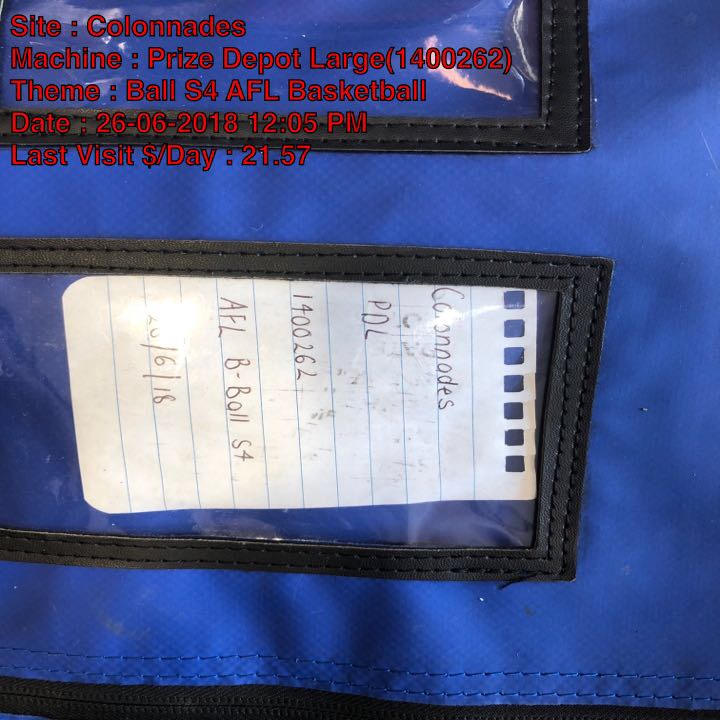 Site : Colonnades
Machine : Prize Depot Large(1400262)
Theme : Ball S4 AFL Basketball
Date : 26-06-2018 12:05 PM
Last Visit $/Day : 21.57
Colonnades
PDL
1400262
AFL B-Ball S4
26/6/18